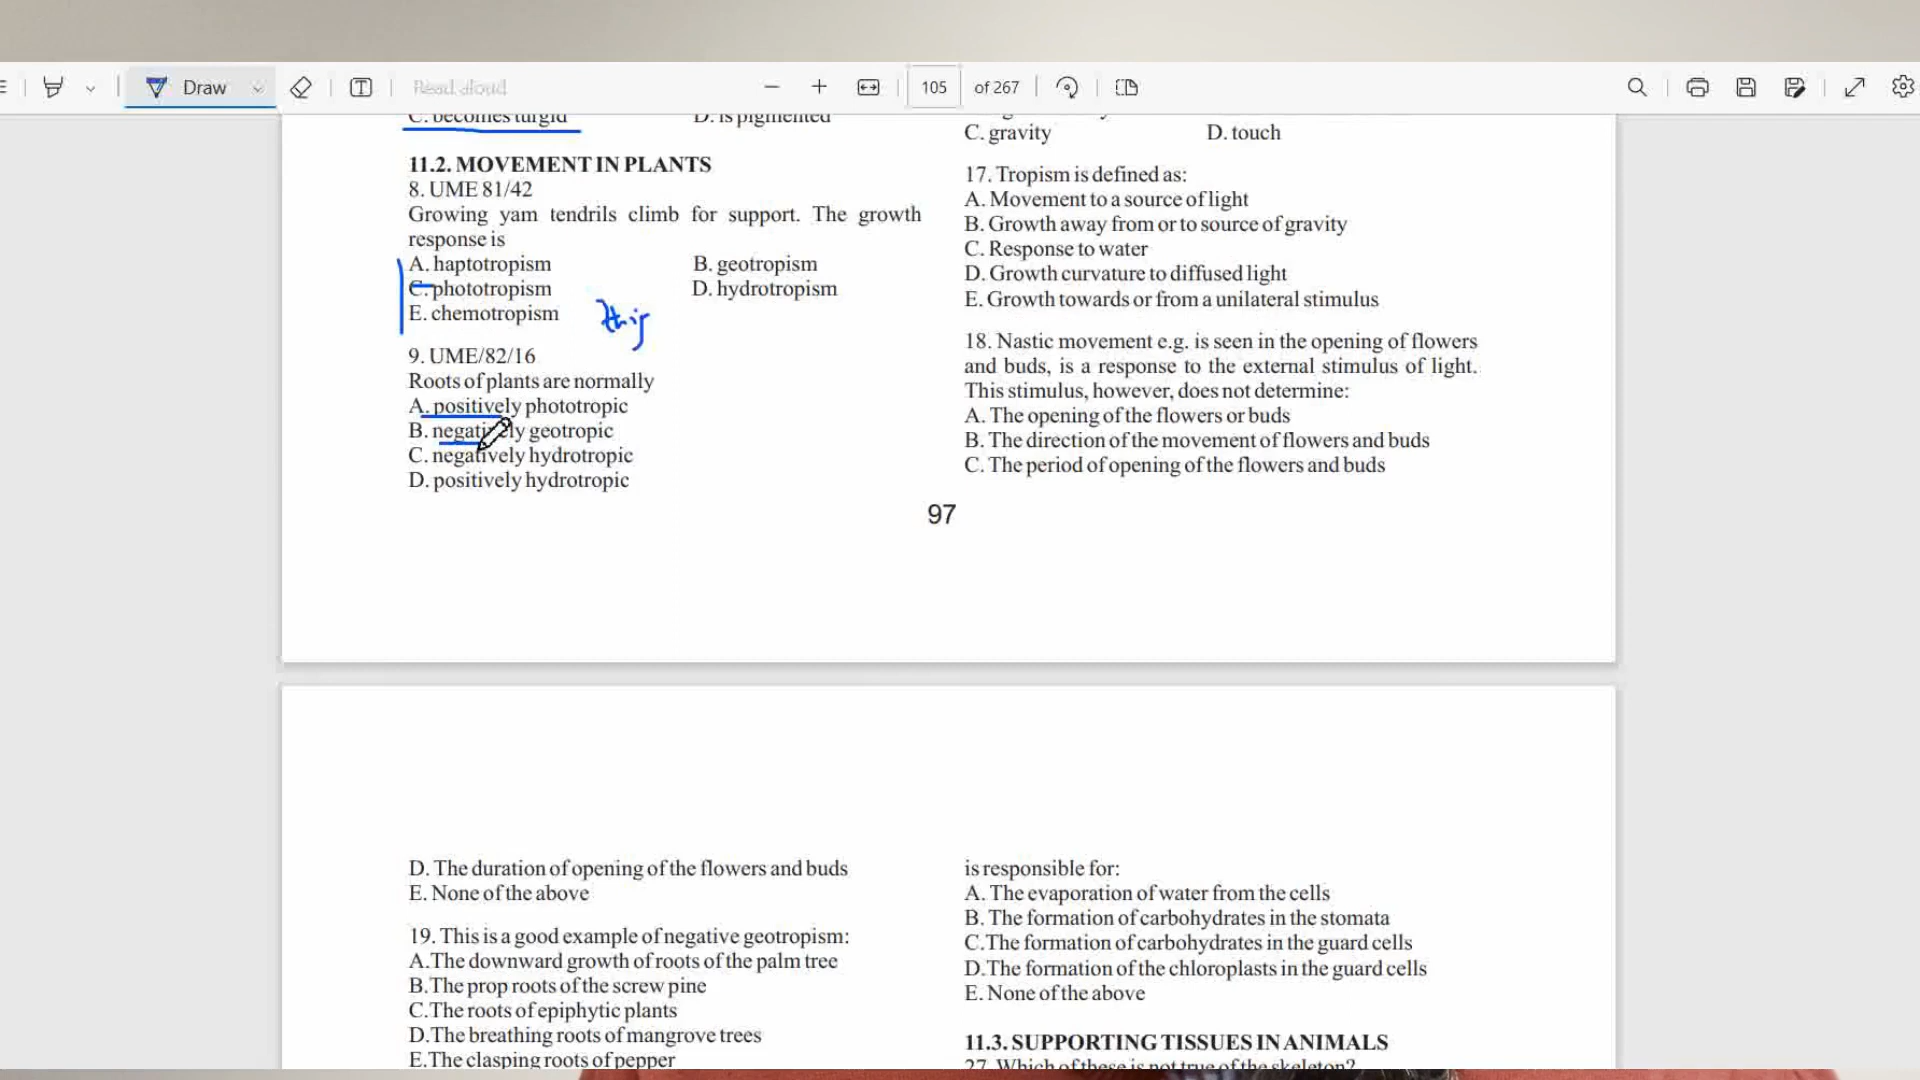 Draw
T
Read aloud
105 of 267
C. becomes turgid D. is pigmented
11.2. MOVEMENT IN PLANTS
8. UME 81/42
Growing yam tendrils climb for support. The growth
response is
A. haptotropism B. geotropism
C. phototropism D. hydrotropism
E. chemotropism
9. UME/82/16
Roots of plants are normally
A. positively phototropic
B. negatively geotropic
C. negatively hydrotropic
D. positively hydrotropic
C. gravity D. touch
17. Tropism is defined as:
A. Movement to a source of light
B. Growth away from or to source of gravity
C. Response to water
D. Growth curvature to diffused light
E. Growth towards or from a unilateral stimulus
18. Nastic movement e.g. is seen in the opening of flowers
and buds, is a response to the external stimulus of light.
This stimulus, however, does not determine:
A. The opening of the flowers or buds
B. The direction of the movement of flowers and buds
C. The period of opening of the flowers and buds
97
D. The duration of opening of the flowers and buds
E. None of the above
19. This is a good example of negative geotropism:
A.The downward growth of roots of the palm tree
B.The prop roots of the screw pine
C.The roots of epiphytic plants
D.The breathing roots of mangrove trees
E.The clasping roots of pepper
is responsible for:
A. The evaporation of water from the cells
B. The formation of carbohydrates in the stomata
C.The formation of carbohydrates in the guard cells
D.The formation of the chloroplasts in the guard cells
E. None of the above
11.3. SUPPORTING TISSUES IN ANIMALS
27. Which of these is not true of the skeleton?